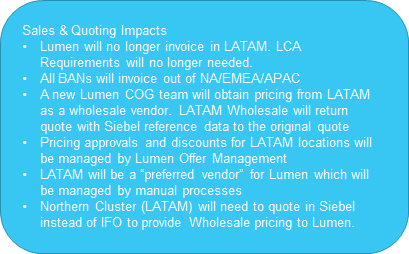 Sales & Quoting Impacts
• Lumen will no longer invoice in LATAM. LCA
Requirements will no longer needed.
• All BANs will invoice out of NA/EMEA/APAC
• A new Lumen COG team will obtain pricing from LATAM
as a wholesale vendor. LATAM Wholesale will return
quote with Siebel reference data to the original quote
• Pricing approvals and discounts for LATAM locations will
be managed by Lumen Offer Management
• LATAM will be a “preferred vendor” for Lumen which will
be managed by manual processes
• Northern Cluster (LATAM) will need to quote in Siebel
instead of IFO to provide Wholesale pricing to Lumen.